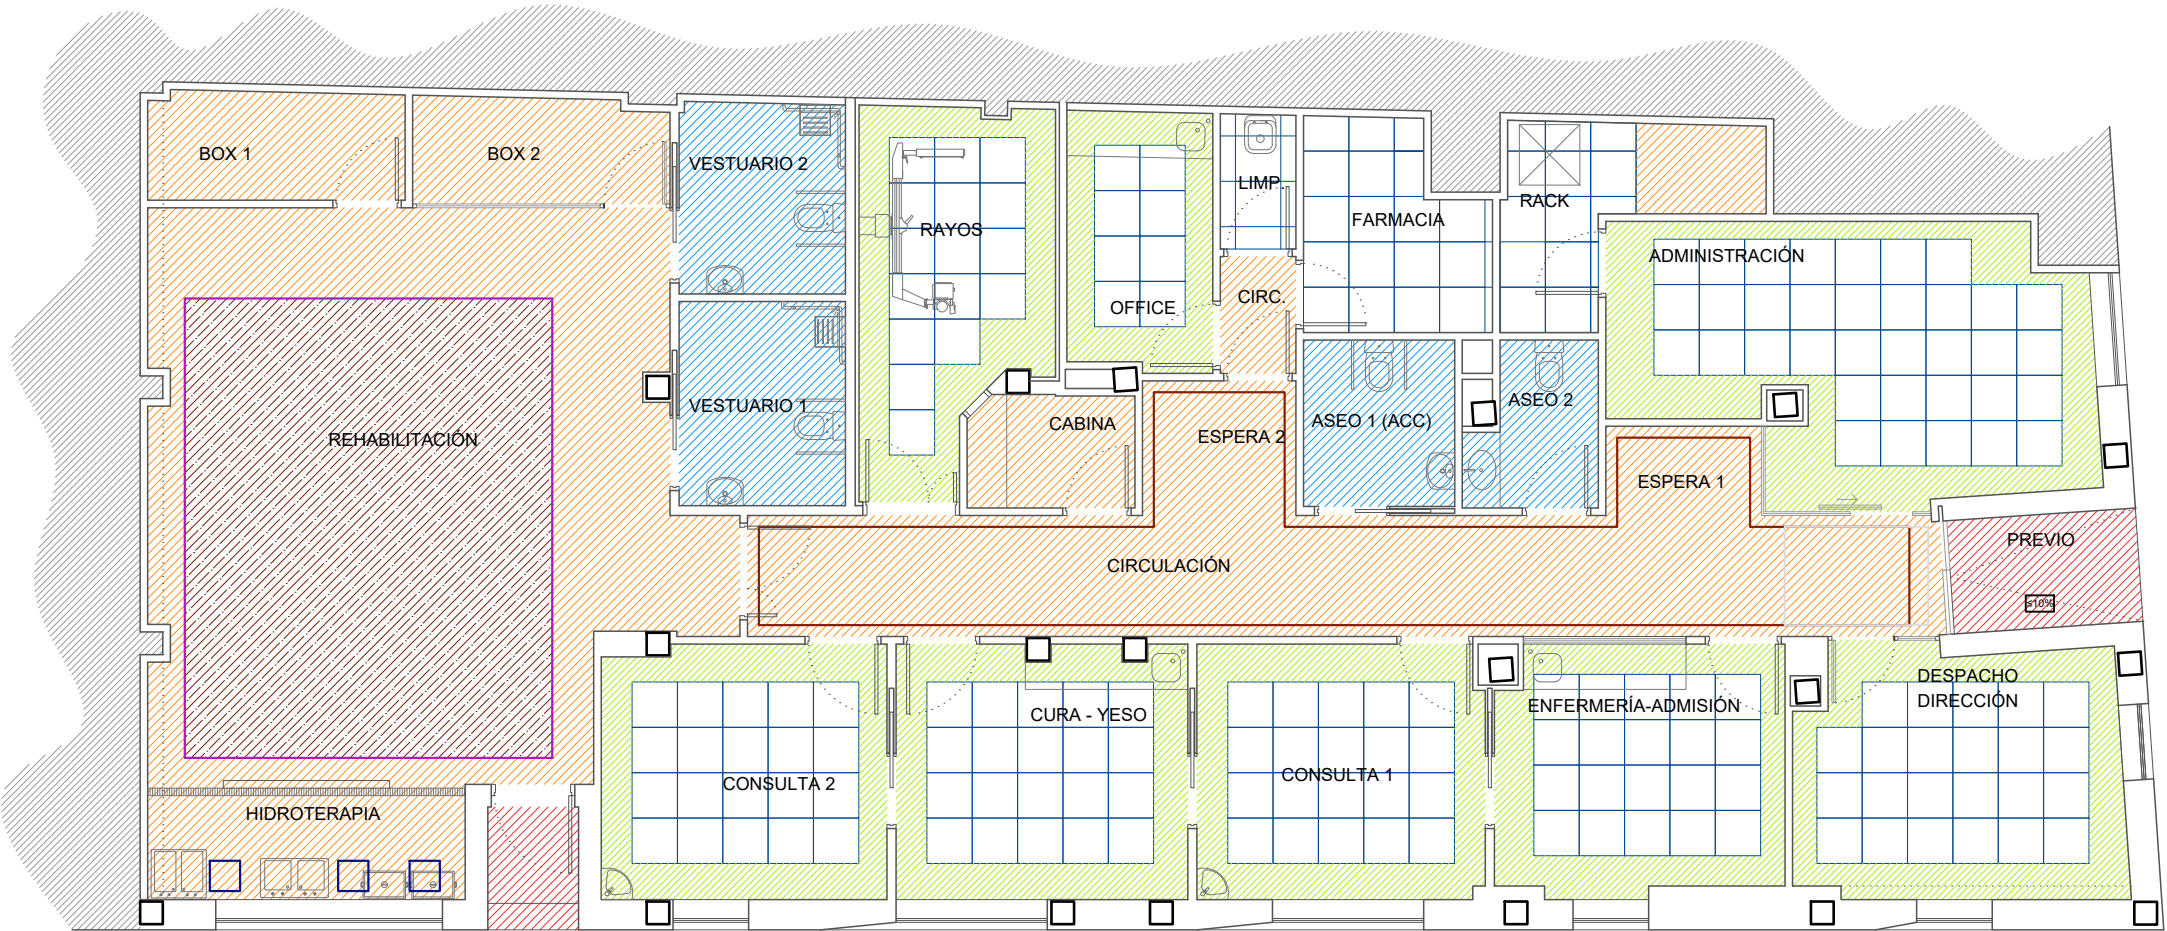 BOX 1
BOX 2
VESTUARIO 2
RAYOS
OFFICE
LIMP.
CIRC.
FARMACIA
RACK
ADMINISTRACIÓN
REHABILITACIÓN
VESTUARIO 1
CABINA
ESPERA 2
ASEO 1 (ACC)
ASEO 2
ESPERA 1
CIRCULACIÓN
PREVIO
≤10%
HIDROTERAPIA
CONSULTA 2
CURA - YESO
CONSULTA 1
ENFERMERÍA-ADMISIÓN
DESPACHO
DIRECCIÓN